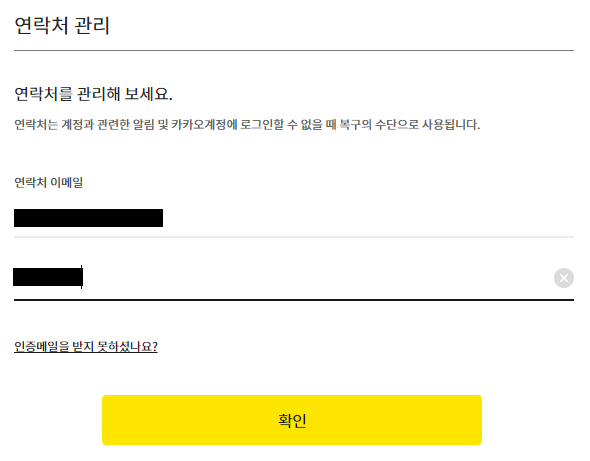 연락처 관리
연락처를 관리해 보세요.
연락처는 계정과 관련한 알림 및 카카오계정에 로그인할 수 없을 때 복구의 수단으로 사용됩니다.
연락처 이메일
인증메일을 받지 못하셨나요?
확인